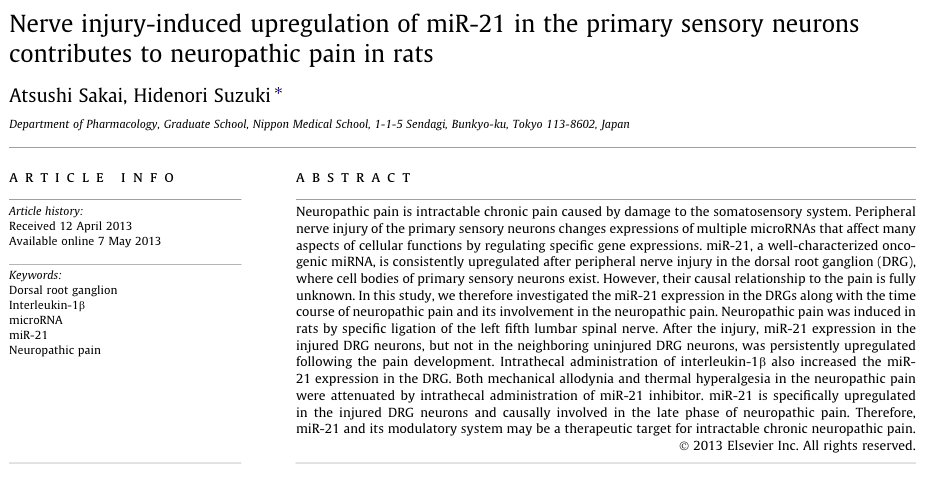 Nerve injury-induced upregulation of miR-21 in the primary sensory neurons
contributes to neuropathic pain in rats
Atsushi Sakai, Hidenori Suzuki *
Department of Pharmacology, Graduate School, Nippon Medical School, 1-1-5 Sendagi, Bunkyo-ku, Tokyo 113-8602, Japan
ARTICLE INFO
Article history:
Received 12 April 2013
Available online 7 May 2013
Keywords:
Dorsal root ganglion
Interleukin-1β
microRNA
miR-21
Neuropathic pain
ABSTRACT
Neuropathic pain is intractable chronic pain caused by damage to the somatosensory system. Peripheral
nerve injury of the primary sensory neurons changes expressions of multiple microRNAs that affect many
aspects of cellular functions by regulating specific gene expressions. miR-21, a well-characterized onco-
genic miRNA, is consistently upregulated after peripheral nerve injury in the dorsal root ganglion (DRG),
where cell bodies of primary sensory neurons exist. However, their causal relationship to the pain is fully
unknown. In this study, we therefore investigated the miR-21 expression in the DRGs along with the time
course of neuropathic pain and its involvement in the neuropathic pain. Neuropathic pain was induced in
rats by specific ligation of the left fifth lumbar spinal nerve. After the injury, miR-21 expression in the
injured DRG neurons, but not in the neighboring uninjured DRG neurons, was persistently upregulated
following the pain development. Intrathecal administration of interleukin-1β also increased the miR-
21 expression in the DRG. Both mechanical allodynia and thermal hyperalgesia in the neuropathic pain
were attenuated by intrathecal administration of miR-21 inhibitor. miR-21 is specifically upregulated
in the injured DRG neurons and causally involved in the late phase of neuropathic pain. Therefore,
miR-21 and its modulatory system may be a therapeutic target for intractable chronic neuropathic pain.
© 2013 Elsevier Inc. All rights reserved.